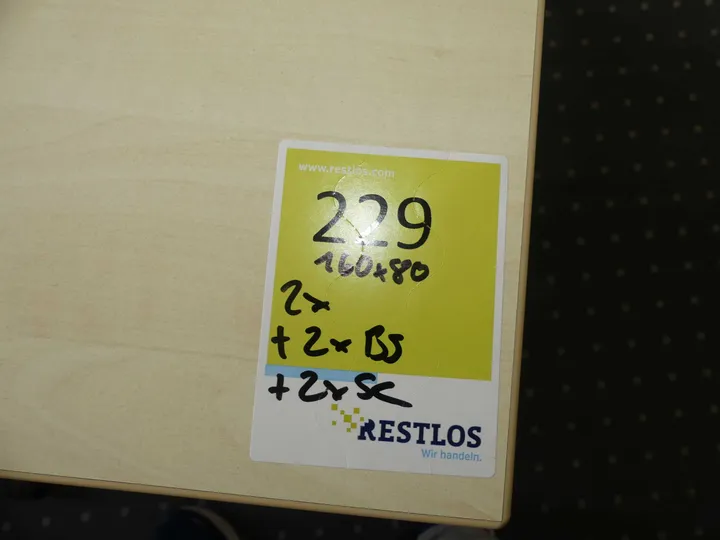 www.restlos.com
229
160x80
2x
+ 2x BS
+ 2x SC
RESTLOS
Wir handeln.